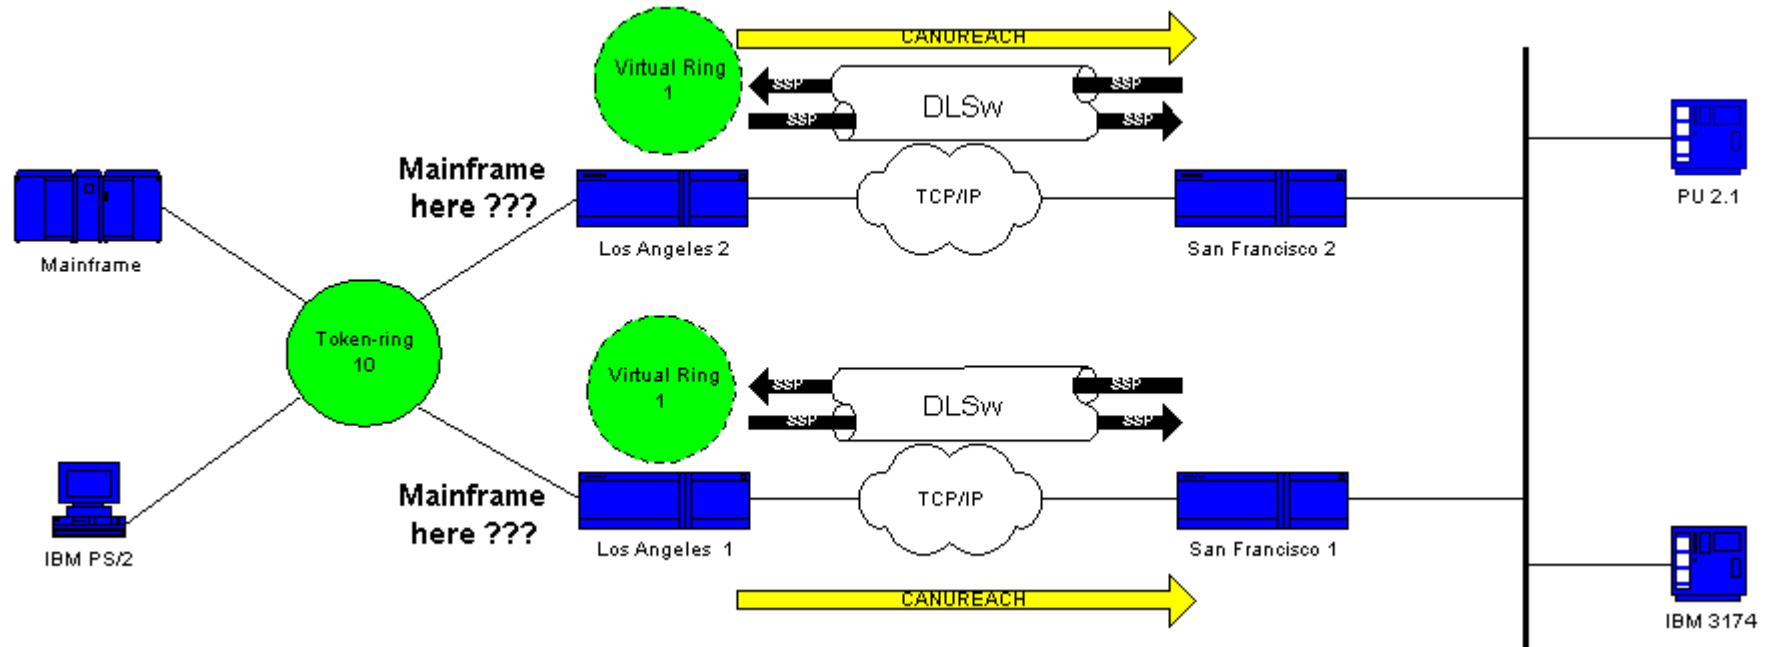 CANUREACH
Virtual Ring
1
SSP
SSP
DLSw
SSP
SSP
Mainframe
here ???
TCP/IP
PU 2.1
Los Angeles 2
San Francisco 2
Mainframe
Token-ring
10
Virtual Ring
1
SSP
SSP
DLSw
SSP
SSP
Mainframe
here ???
TCP/IP
Los Angeles 1
San Francisco 1
IBM PS/2
CANUREACH
IBM 3174